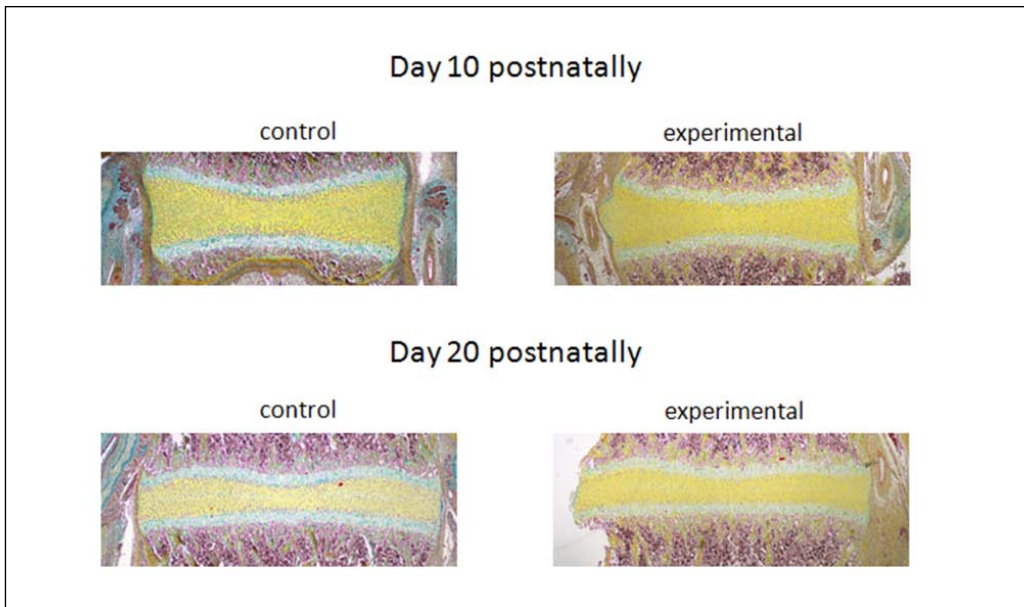 Day 10 postnatally
control
experimental
Day 20 postnatally
control
experimental